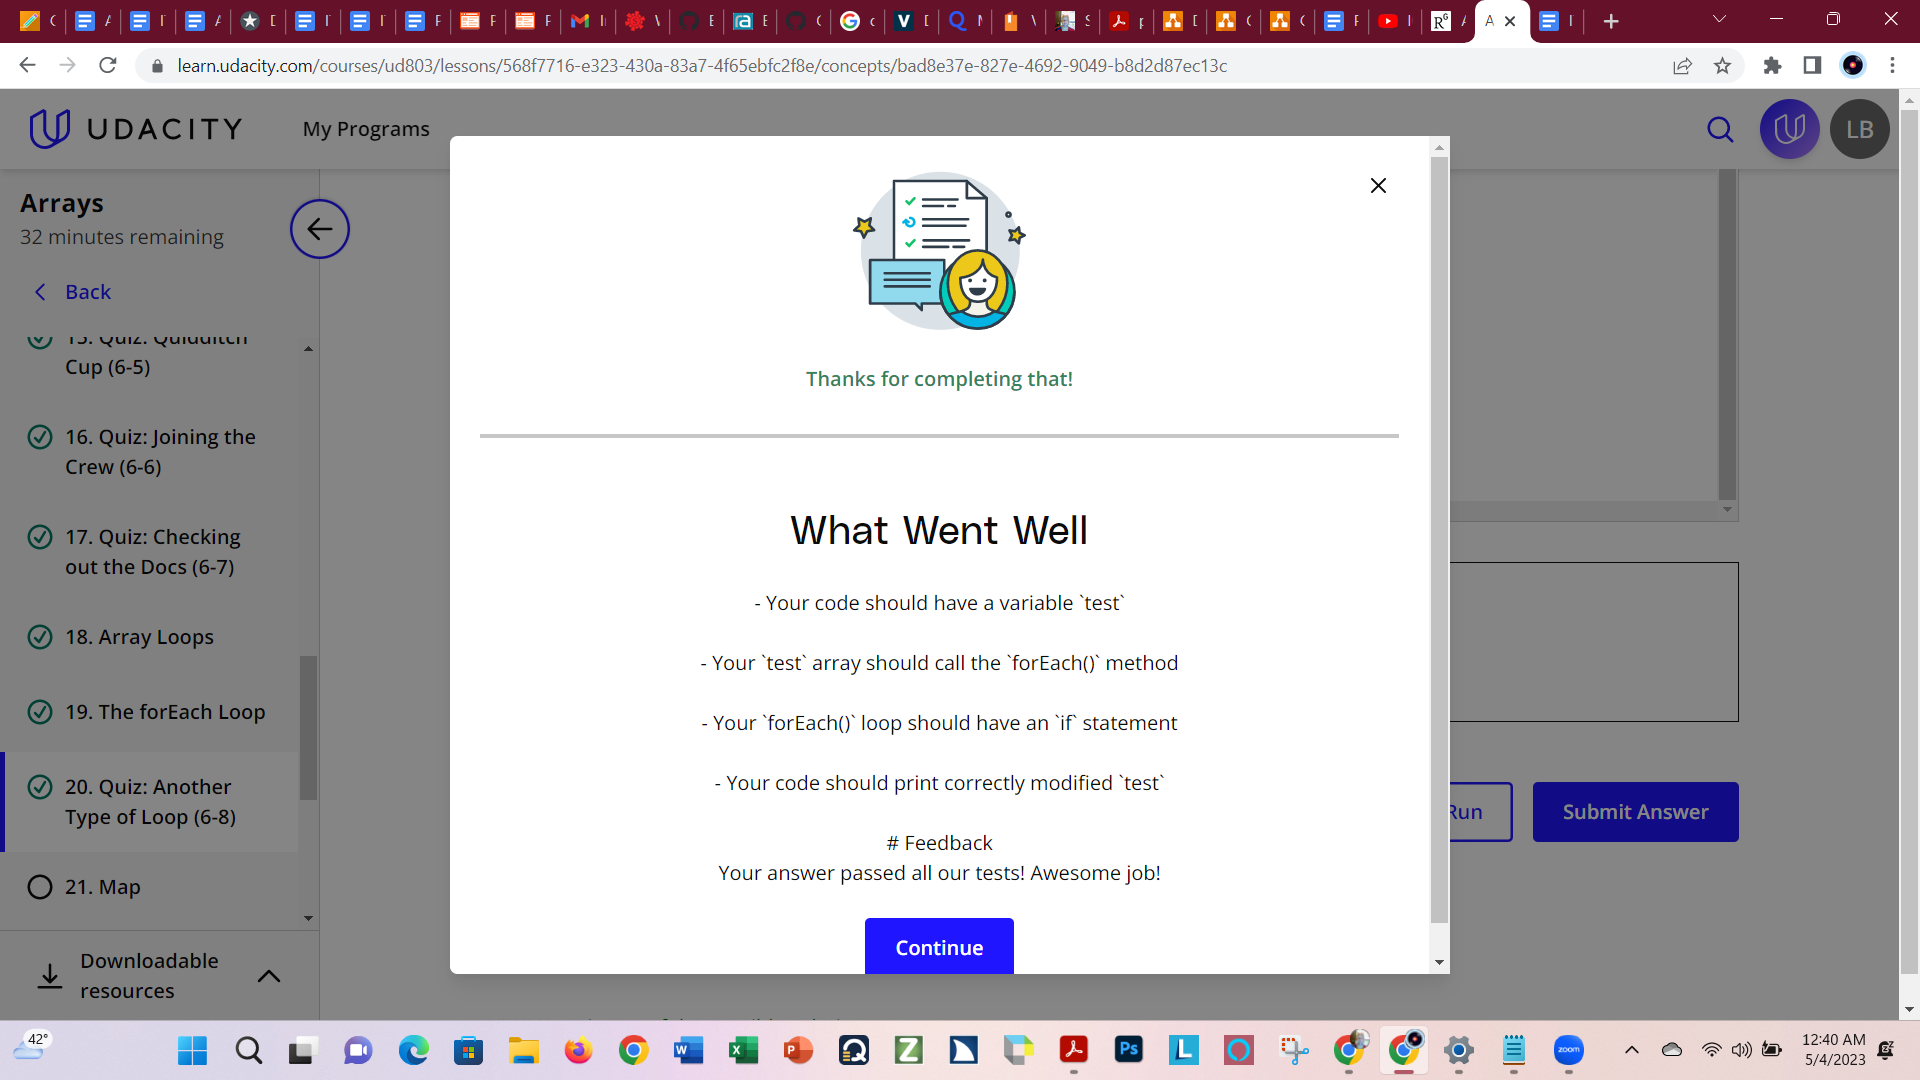 learn.udacity.com/courses/ud803/lessons/568f7716-e323-430a-83a7-4f65ebfc2f8e/concepts/bad8e37e-827e-4692-9049-b8d2d87ec13c
UDACITY
My Programs
LB
Arrays
32 minutes remaining
Back
15. Quiz: Quidditch
Cup (6-5)
16. Quiz: Joining the
Crew (6-6)
17. Quiz: Checking
out the Docs (6-7)
18. Array Loops
19. The forEach Loop
20. Quiz: Another
Type of Loop (6-8)
21. Map
Downloadable
resources
Thanks for completing that!
What Went Well
- Your code should have a variable `test`
- Your `test` array should call the `forEach()` method
- Your `forEach()` loop should have an `if` statement
- Your code should print correctly modified `test`
# Feedback
Your answer passed all our tests! Awesome job!
Continue
Run
Submit Answer
42°
zoom
12:40 AM
5/4/2023